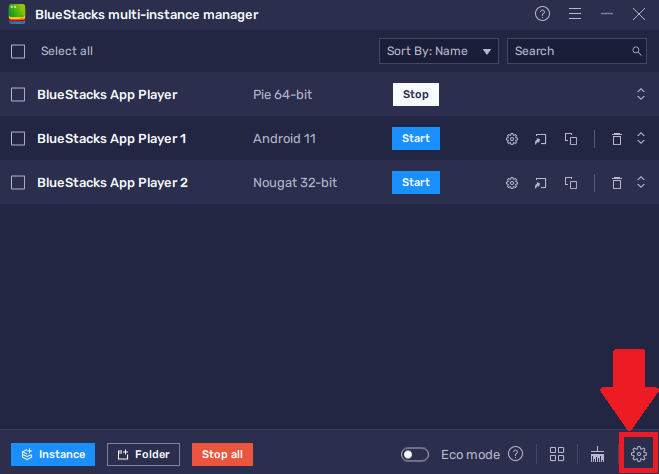 BlueStacks multi-instance manager
Select all
Sort By: Name
Search
BlueStacks App Player Pie 64-bit Stop
BlueStacks App Player 1 Android 11 Start
BlueStacks App Player 2 Nougat 32-bit Start
Instance Folder Stop all Eco mode